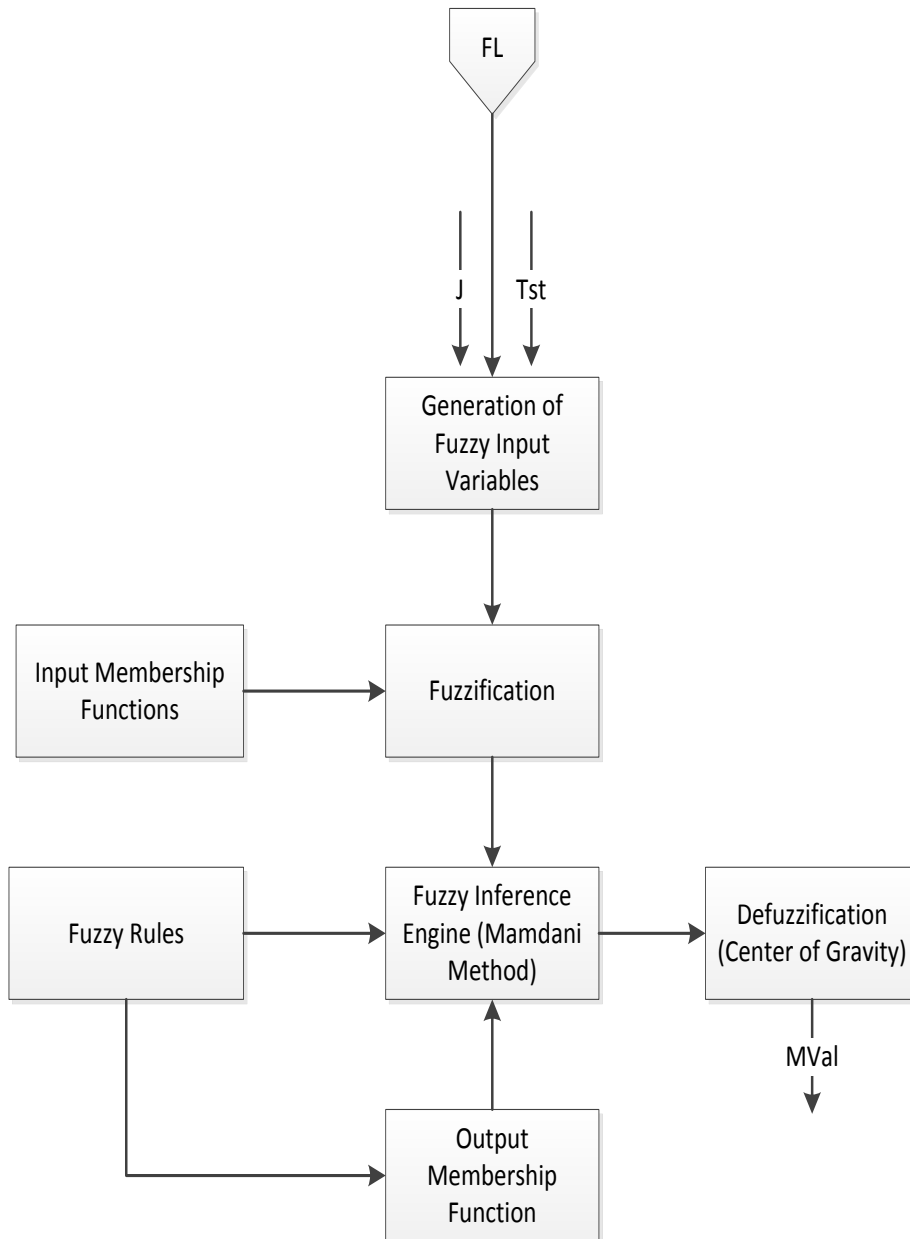 FL
J
Tst
Generation of
Fuzzy Input
Variables
Input Membership
Functions
Fuzzification
Fuzzy Rules
Fuzzy Inference
Engine (Mamdani
Method)
Defuzzification
(Center of Gravity)
MVal
Output
Membership
Function